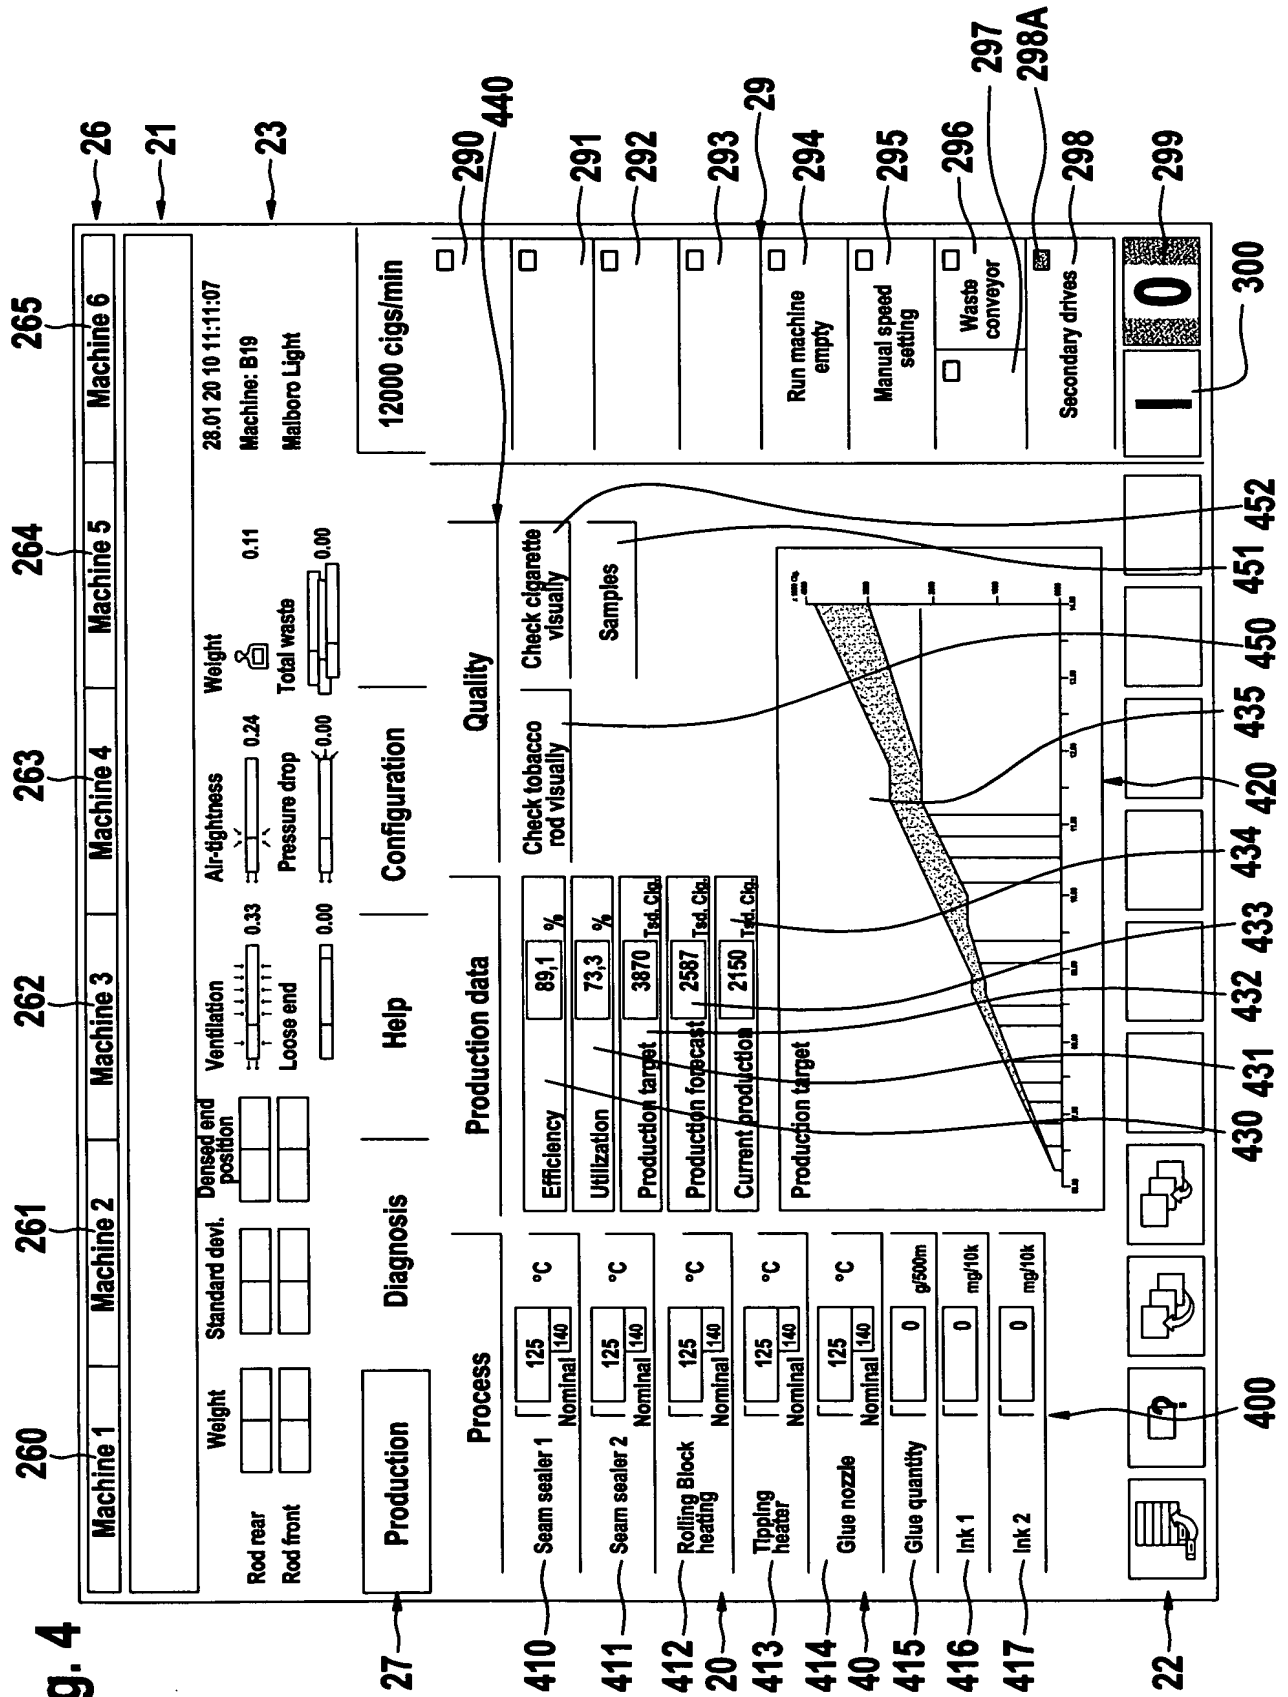 g. 4
260
261
262
263
264
265
Machine 1
Machine 2
Machine 3
Machine 4
Machine 5
Machine 6
26
21
23
Weight
Standard devi.
Densed end
position
Ventilation
0.33
Air-tightness
0.24
Weight
0.11
28.01 20 10 11:11:07
Rod rear
Machine: B19
Rod front
Loose end
0.00
Pressure drop
0.00
Total waste
0.00
Malboro Light
27
Production
Diagnosis
Help
Configuration
12000 cigs/min
Process
Production data
Quality
440
290
410
Seam sealer 1
125
°C
Nominal
140
Efficiency
89,1
%
Check tobacco
rod visually
Check cigarette
visually
291
411
Seam sealer 2
125
°C
Nominal
140
Utilization
73,3
%
Samples
292
412
Rolling Block
heating
125
°C
Nominal
140
Production target
3870
Tsd. Cig.
Production forecast
2587
Tsd. Cig.
293
20
Current production
2150
Tsd. Cig.
29
413
Tipping
heater
125
°C
Nominal
140
Production target
Run machine
empty
294
414
Glue nozzle
125
°C
Nominal
140
Manual speed
setting
295
40
415
Glue quantity
0
g/500m
416
Ink 1
0
mg/10k
Waste
conveyor
296
297
417
Ink 2
0
mg/10k
298A
Secondary drives
298
22
I
0
299
400
430
431
432
433
434
420
435
450
451
452
300